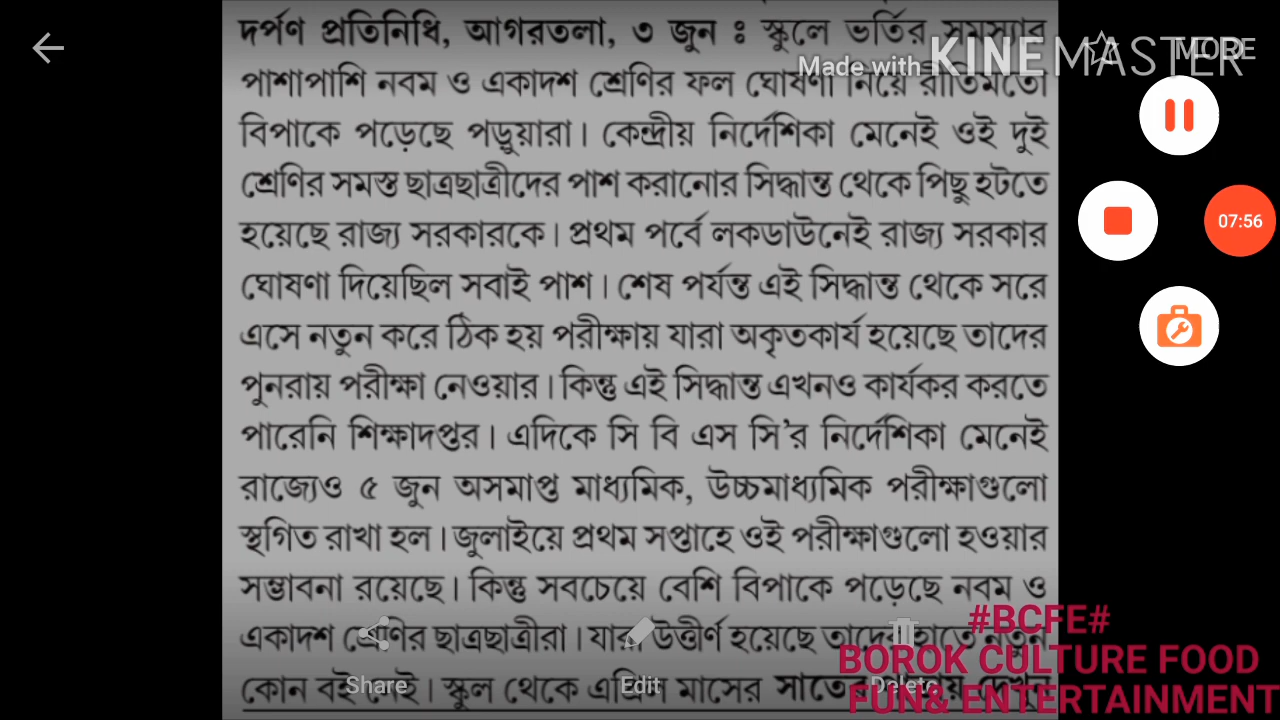 দর্পণ প্রতিনিধি, আগরতলা, ৩ জুন ঃ স্কুলে ভর্তির সমস্যার
পাশাপাশি নবম ও একাদশ শ্রেণির ফল ঘোষণা নিয়ে রীতিমতো
বিপাকে পড়েছে পড়ুয়ারা। কেন্দ্রীয় নির্দেশিকা মেনেই ওই দুই
শ্রেণির সমস্ত ছাত্রছাত্রীদের পাশ করানোর সিদ্ধান্ত থেকে পিছু হটতে
হয়েছে রাজ্য সরকারকে। প্রথম পর্বে লকডাউনেই রাজ্য সরকার
ঘোষণা দিয়েছিল সবাই পাশ। শেষ পর্যন্ত এই সিদ্ধান্ত থেকে সরে
এসে নতুন করে ঠিক হয় পরীক্ষায় যারা অকৃতকার্য হয়েছে তাদের
পুনরায় পরীক্ষা নেওয়ার। কিন্তু এই সিদ্ধান্ত এখনও কার্যকর করতে
পারেনি শিক্ষাদপ্তর। এদিকে সি বি এস সি'র নির্দেশিকা মেনেই
রাজ্যেও ৫ জুন অসমাপ্ত মাধ্যমিক, উচ্চমাধ্যমিক পরীক্ষাগুলো
স্থগিত রাখা হল। জুলাইয়ে প্রথম সপ্তাহে ওই পরীক্ষাগুলো হওয়ার
সম্ভাবনা রয়েছে। কিন্তু সবচেয়ে বেশি বিপাকে পড়েছে নবম ও
একাদশ শ্রেণির ছাত্রছাত্রীরা। যারা উত্তীর্ণ হয়েছে তাদের হাতে নতুন
কোন বই নেই। স্কুল থেকে এপ্রিল মাসের সাতের
Made with KINEMASTER
MORE
07:56
Share
Edit
Delete
#BCFE#
BOROK CULTURE FOOD
FUN& ENTERTAINMENT